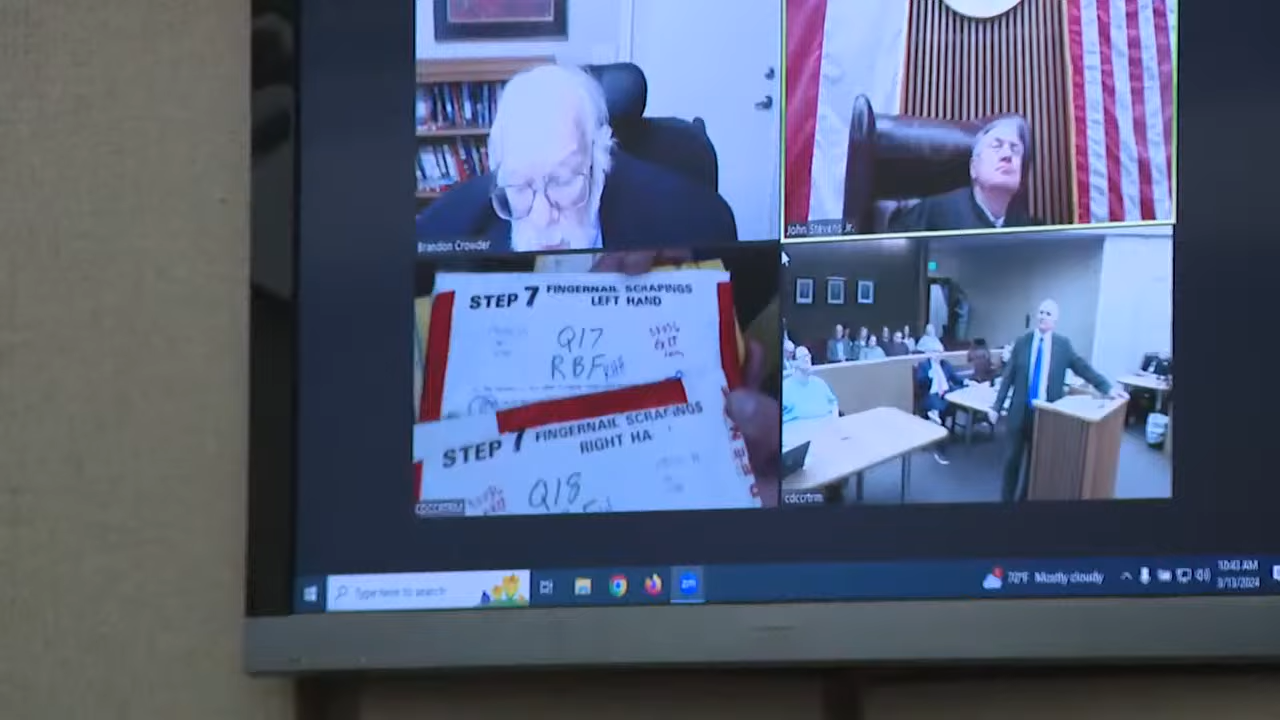 Brandon Crowder
John Stevens Jr.
STEP 7 FINGERNAIL SCRAPINGS
LEFT HAND
Q17
RBF
STEP 7 FINGERNAIL SCRAPINGS
RIGHT HA
Q18
cdccrtrm
Type here to search
70°F Mostly cloudy
10:43 AM
3/13/2024